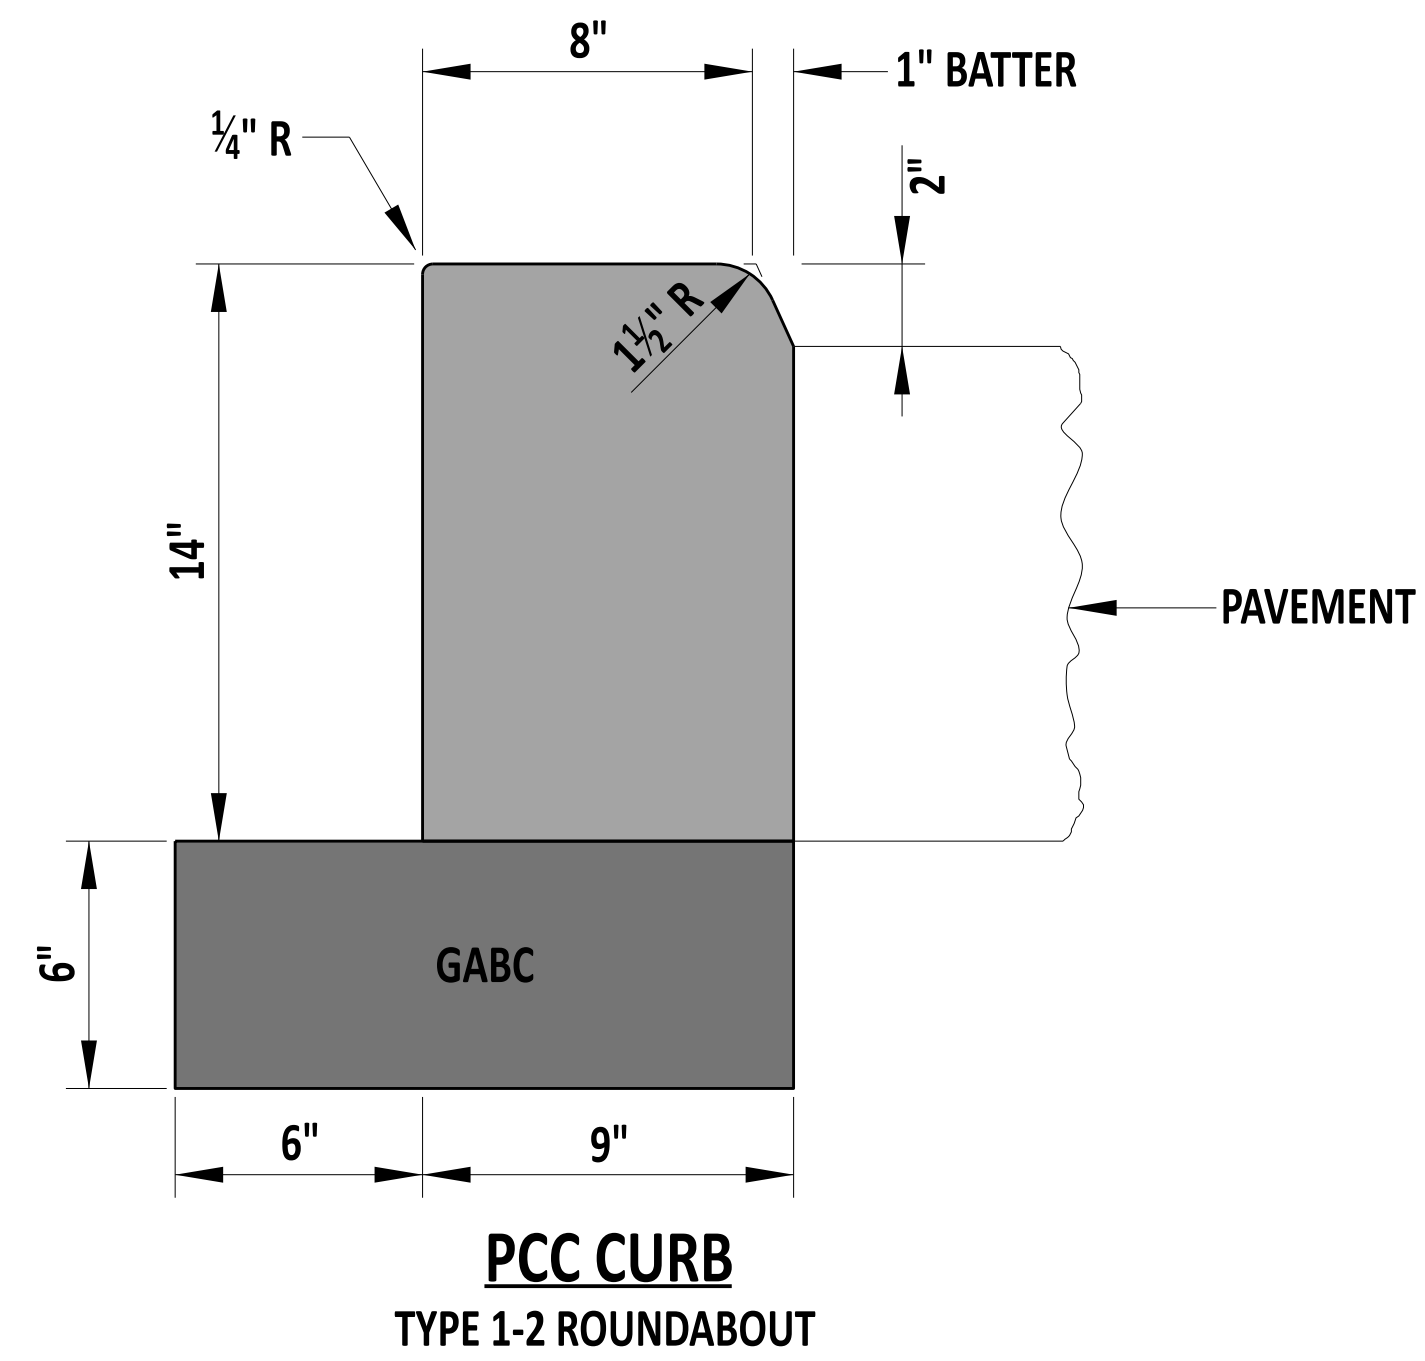 8"
1" BATTER
¼" R
2"
1½" R
14"
PAVEMENT
6"
GABC
6"
9"
PCC CURB
TYPE 1-2 ROUNDABOUT